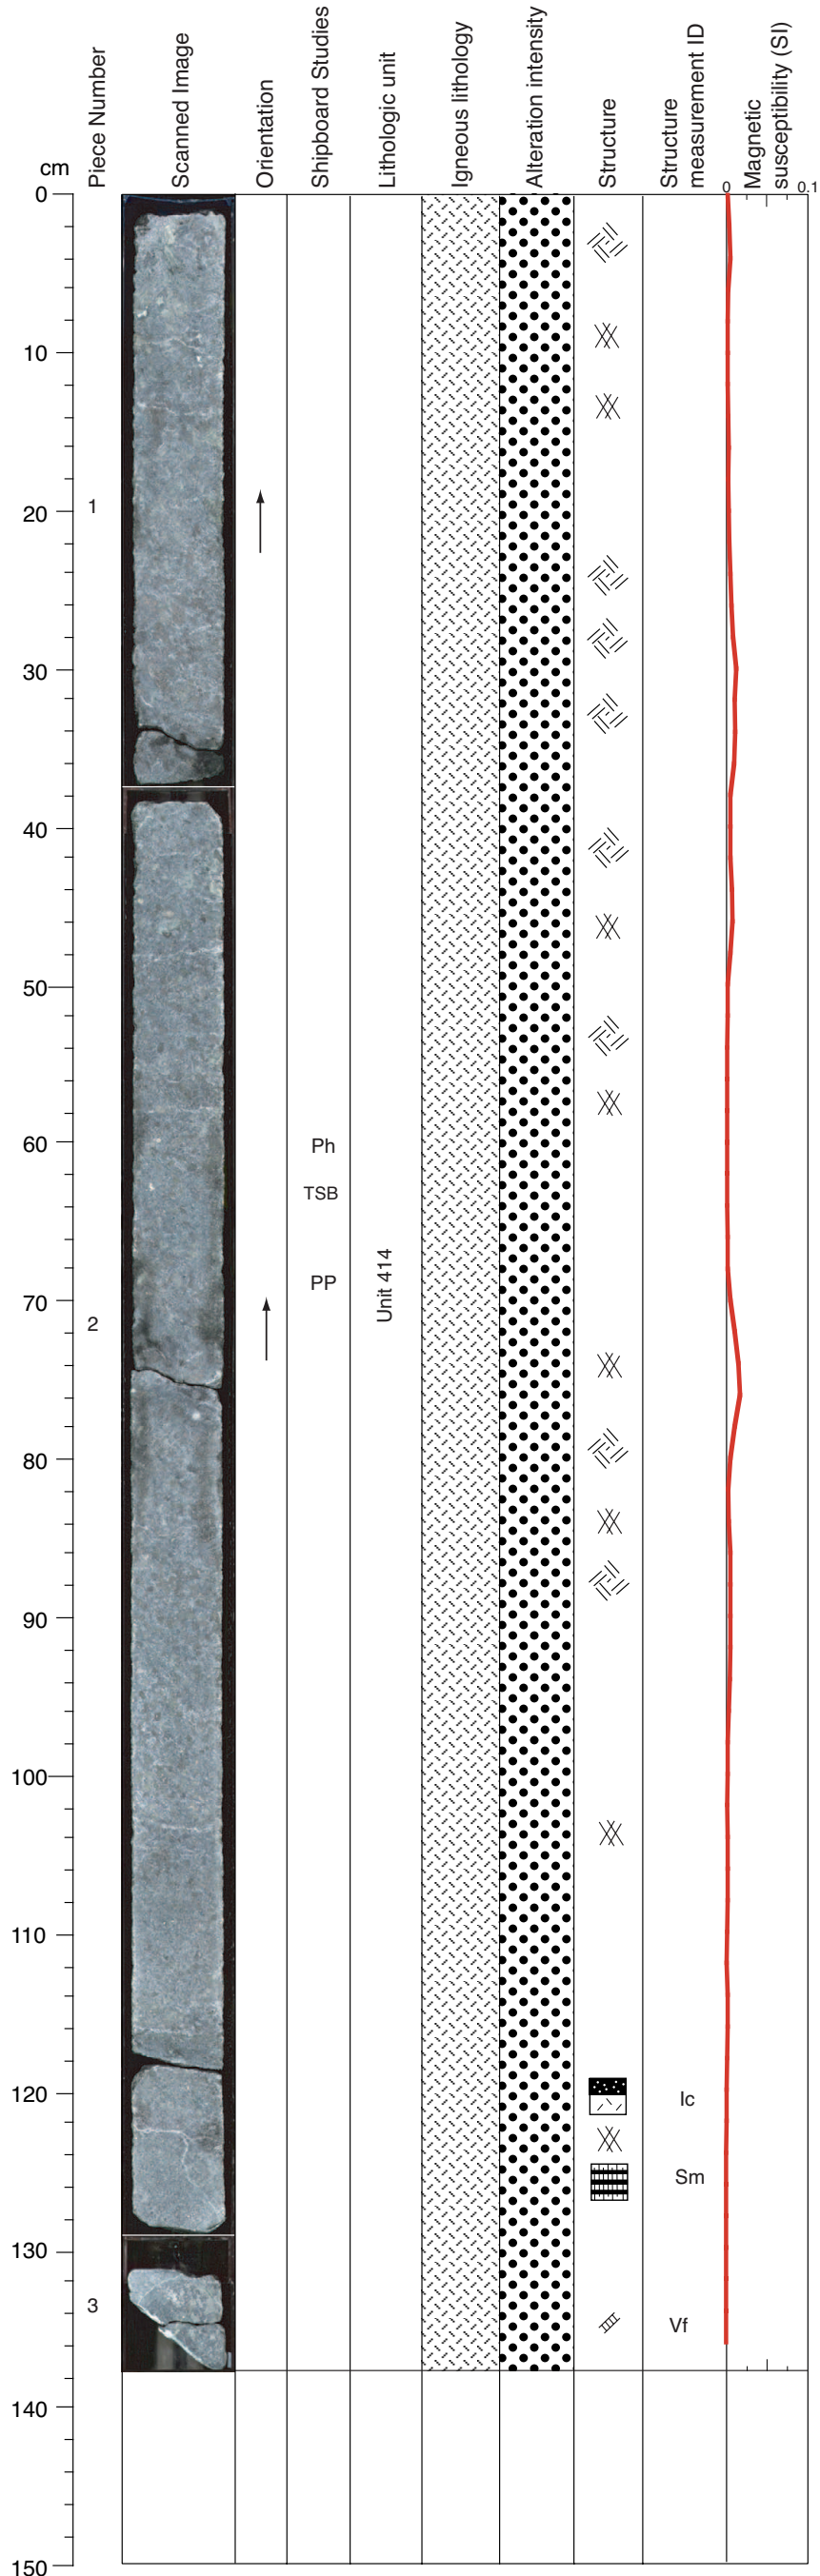 cm
Piece Number
Scanned Image
Orientation
Shipboard Studies
Lithologic unit
Igneous lithology
Alteration intensity
Structure
Structure
measurement ID
Magnetic
susceptibility (SI)
0
0.1
0
10
1
20
30
40
50
60
Ph
TSB
PP
Unit 414
70
2
80
90
100
110
120
Ic
Sm
130
3
Vf
140
150